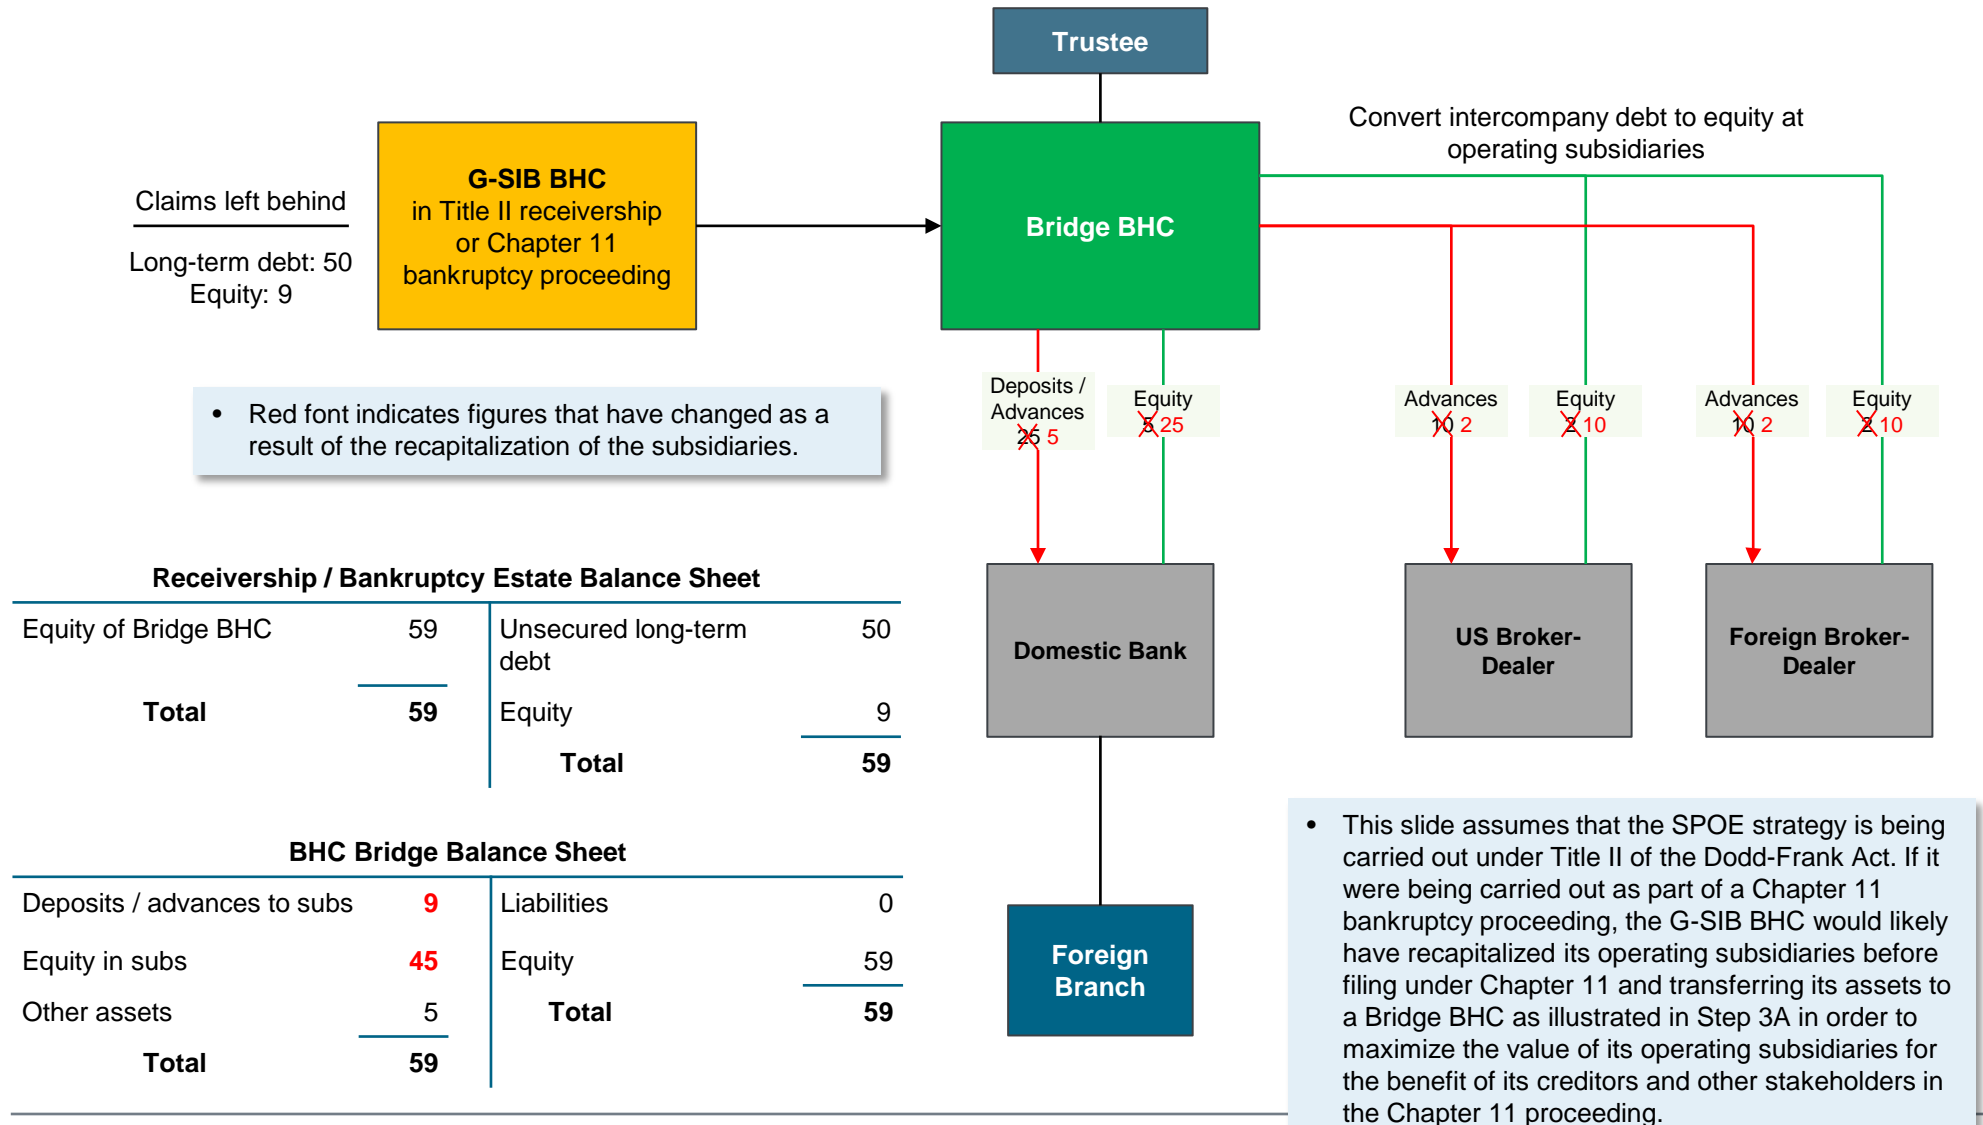 Trustee
Convert intercompany debt to equity at
operating subsidiaries
Claims left behind
Long-term debt: 50
Equity: 9
G-SIB BHC
in Title II receivership
or Chapter 11
bankruptcy proceeding
Bridge BHC
Deposits /
Advances
25 5
Equity
5 25
Advances
10 2
Equity
2 10
Advances
10 2
Equity
2 10
• Red font indicates figures that have changed as a
result of the recapitalization of the subsidiaries.
Domestic Bank
US Broker-
Dealer
Foreign Broker-
Dealer
Foreign
Branch
Receivership / Bankruptcy Estate Balance Sheet
Equity of Bridge BHC 59 Unsecured long-term 50
debt
Total 59 Equity 9
Total 59
BHC Bridge Balance Sheet
Deposits / advances to subs 9 Liabilities 0
Equity in subs 45 Equity 59
Other assets 5 Total 59
Total 59
• This slide assumes that the SPOE strategy is being
carried out under Title II of the Dodd-Frank Act. If it
were being carried out as part of a Chapter 11
bankruptcy proceeding, the G-SIB BHC would likely
have recapitalized its operating subsidiaries before
filing under Chapter 11 and transferring its assets to
a Bridge BHC as illustrated in Step 3A in order to
maximize the value of its operating subsidiaries for
the benefit of its creditors and other stakeholders in
the Chapter 11 proceeding.